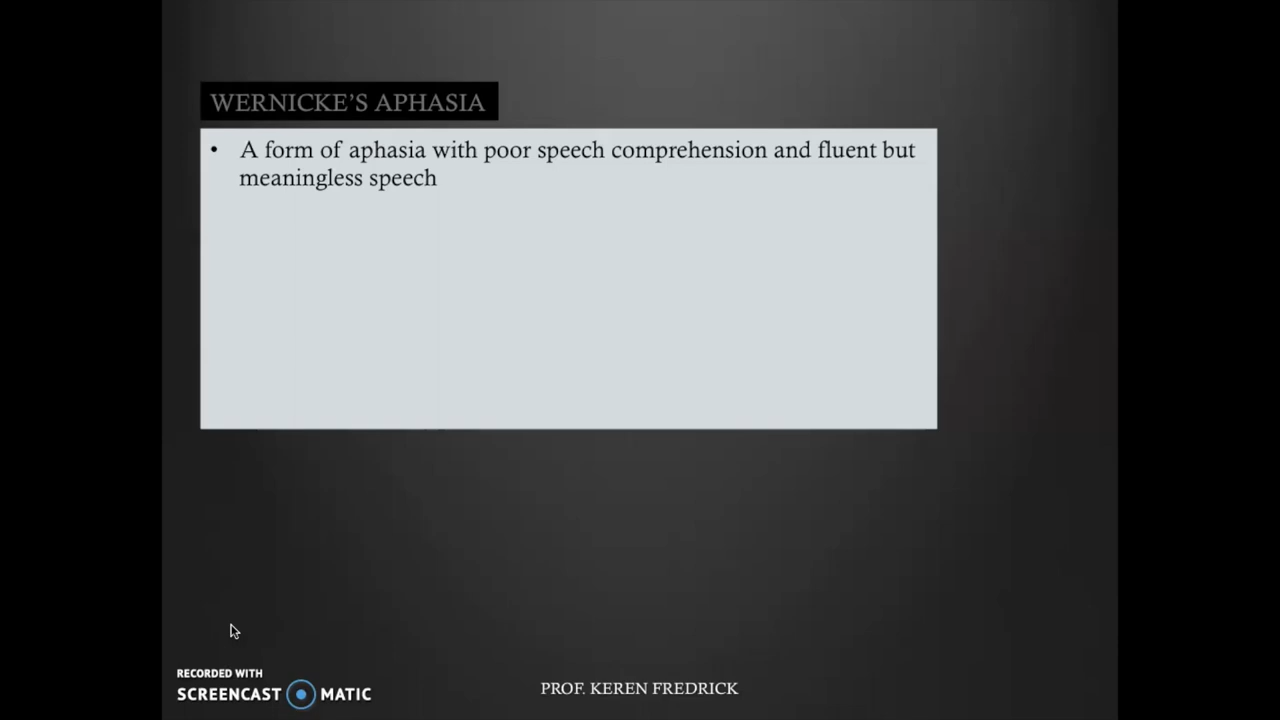 WERNICKE'S APHASIA
• A form of aphasia with poor speech comprehension and fluent but
meaningless speech
RECORDED WITH
SCREENCAST MATIC
PROF. KEREN FREDRICK